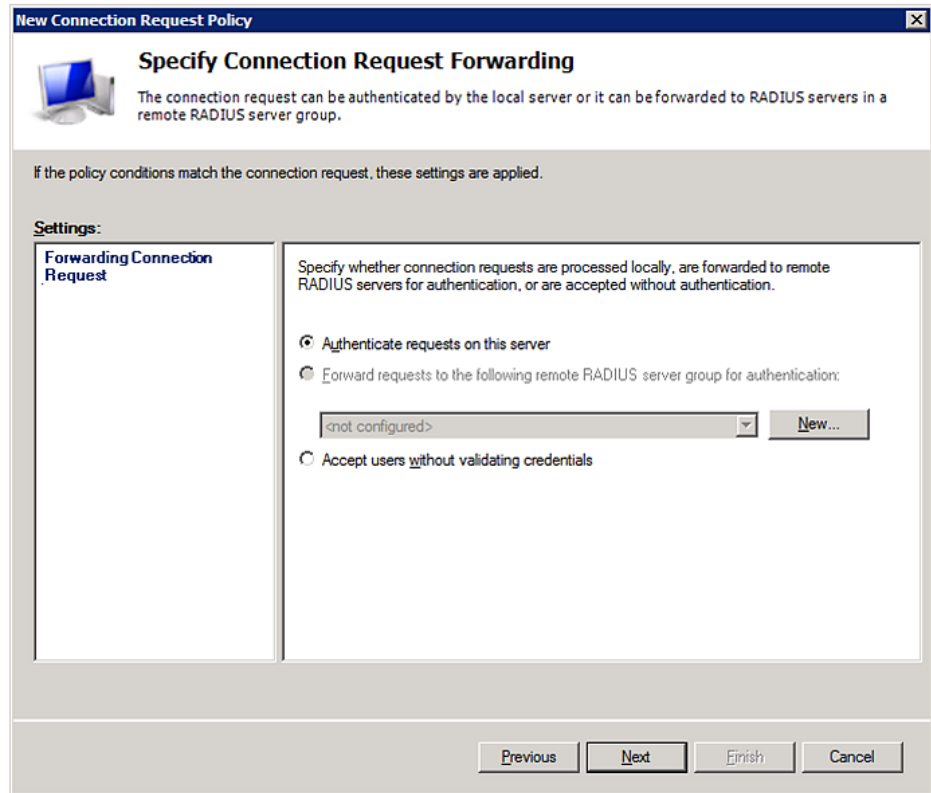 New Connection Request Policy
Specify Connection Request Forwarding
The connection request can be authenticated by the local server or it can be forwarded to RADIUS servers in a
remote RADIUS server group.
If the policy conditions match the connection request, these settings are applied.
Settings:
Forwarding Connection
Request
Specify whether connection requests are processed locally, are forwarded to remote
RADIUS servers for authentication, or are accepted without authentication.
Authenticate requests on this server
Forward requests to the following remote RADIUS server group for authentication:
<not configured>
New...
Accept users without validating credentials
Previous
Next
Finish
Cancel